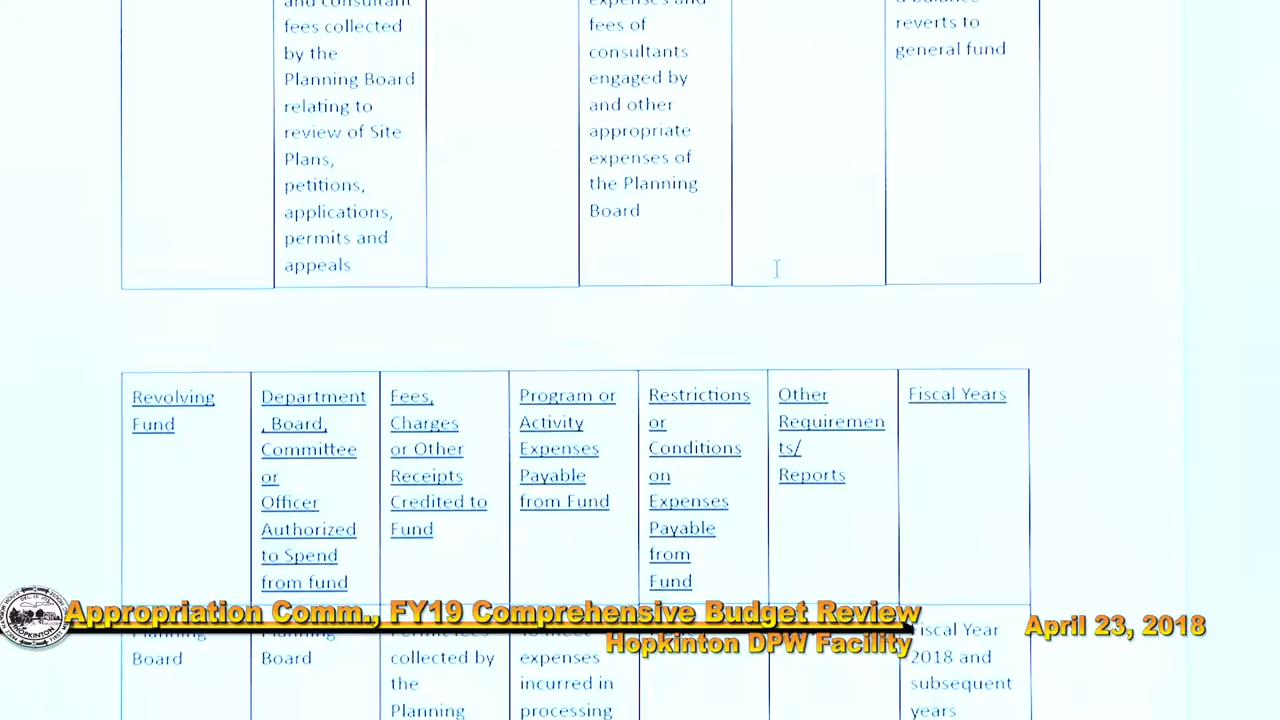 fees collected
by the
Planning Board
relating to
review of Site
Plans,
petitions,
applications,
permits and
appeals
fees of
consultants
engaged by
and other
appropriate
expenses of
the Planning
Board
reverts to
general fund
Revolving
Fund
Department
, Board,
Committee
or
Officer
Authorized
to Spend
from fund
Fees,
Charges
or Other
Receipts
Credited to
Fund
Program or
Activity
Expenses
Payable
from Fund
Restrictions
or
Conditions
on
Expenses
Payable
from
Fund
Other
Requiremen
ts/
Reports
Fiscal Years
Planning
Board
Planning
Board
collected by
the
Planning
expenses
incurred in
processing
Fiscal Year
2018 and
subsequent
years
HOPKINTON
Appropriation Comm., FY19 Comprehensive Budget Review
Hopkinton DPW Facility
April 23, 2018